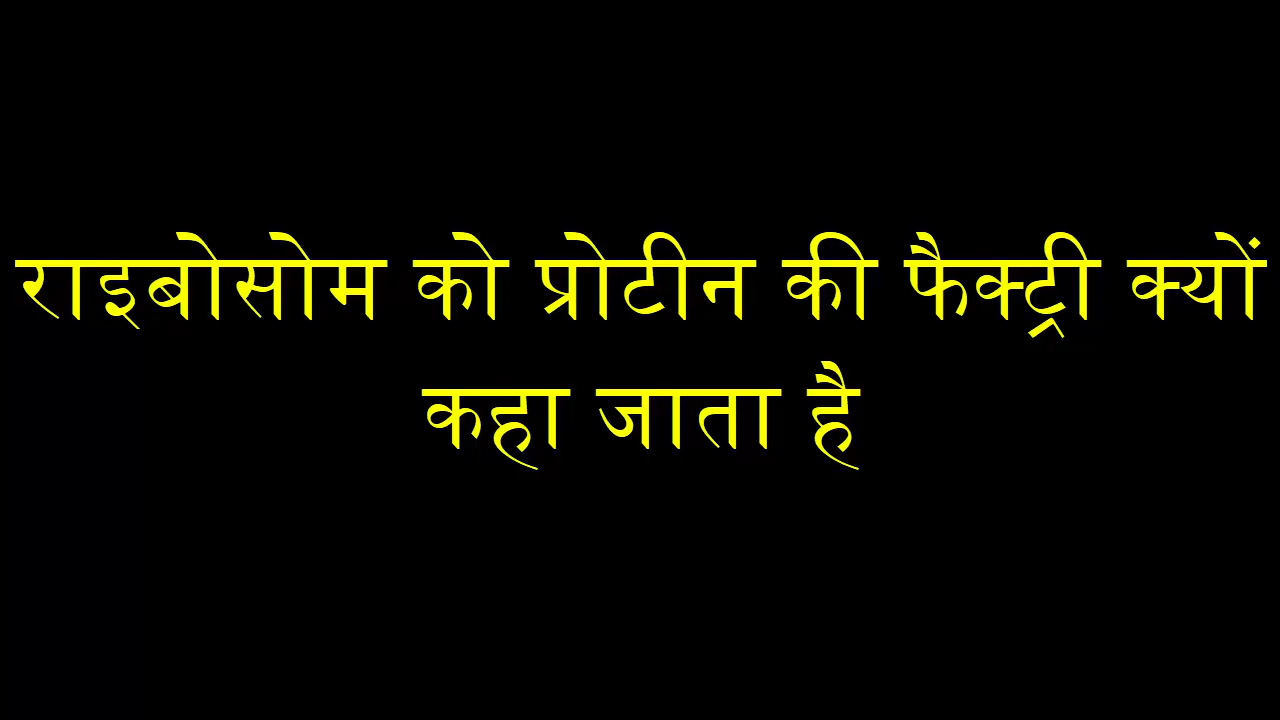 राइबोसोम को प्रोटीन की फैक्ट्री क्यों
कहा जाता है